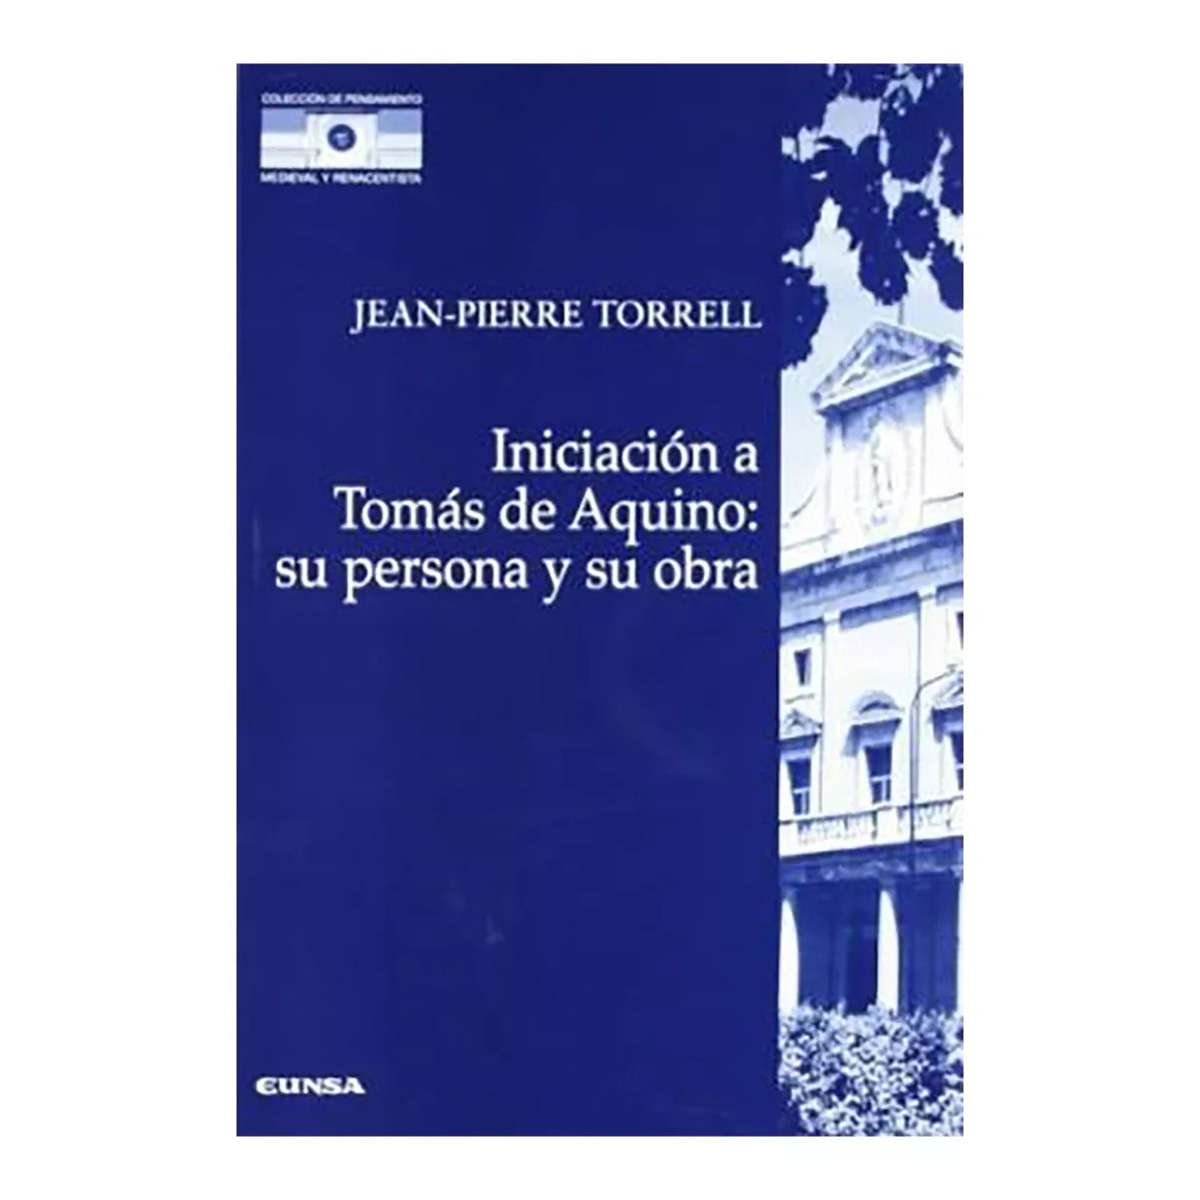 COLECCIÓN DE PENSAMIENTO
MEDIEVAL Y RENACENTISTA
JEAN-PIERRE TORRELL
Iniciación a
Tomás de Aquino:
su persona y su obra
EUNSA